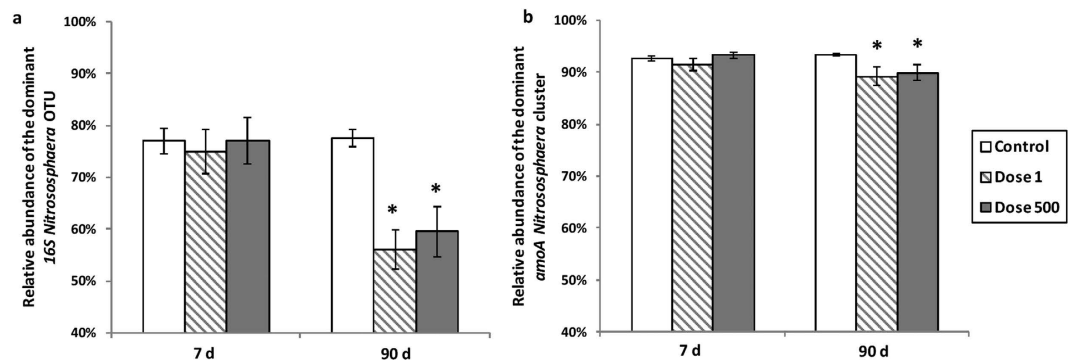 a
Relative abundance of the dominant
16S Nitrososphaera OTU
100%
90%
80%
70%
60%
50%
40%
*
*
7 d
90 d
b
Relative abundance of the dominant
amoA Nitrososphaera cluster
100%
90%
80%
70%
60%
50%
40%
*
*
7 d
90 d
Control
Dose 1
Dose 500